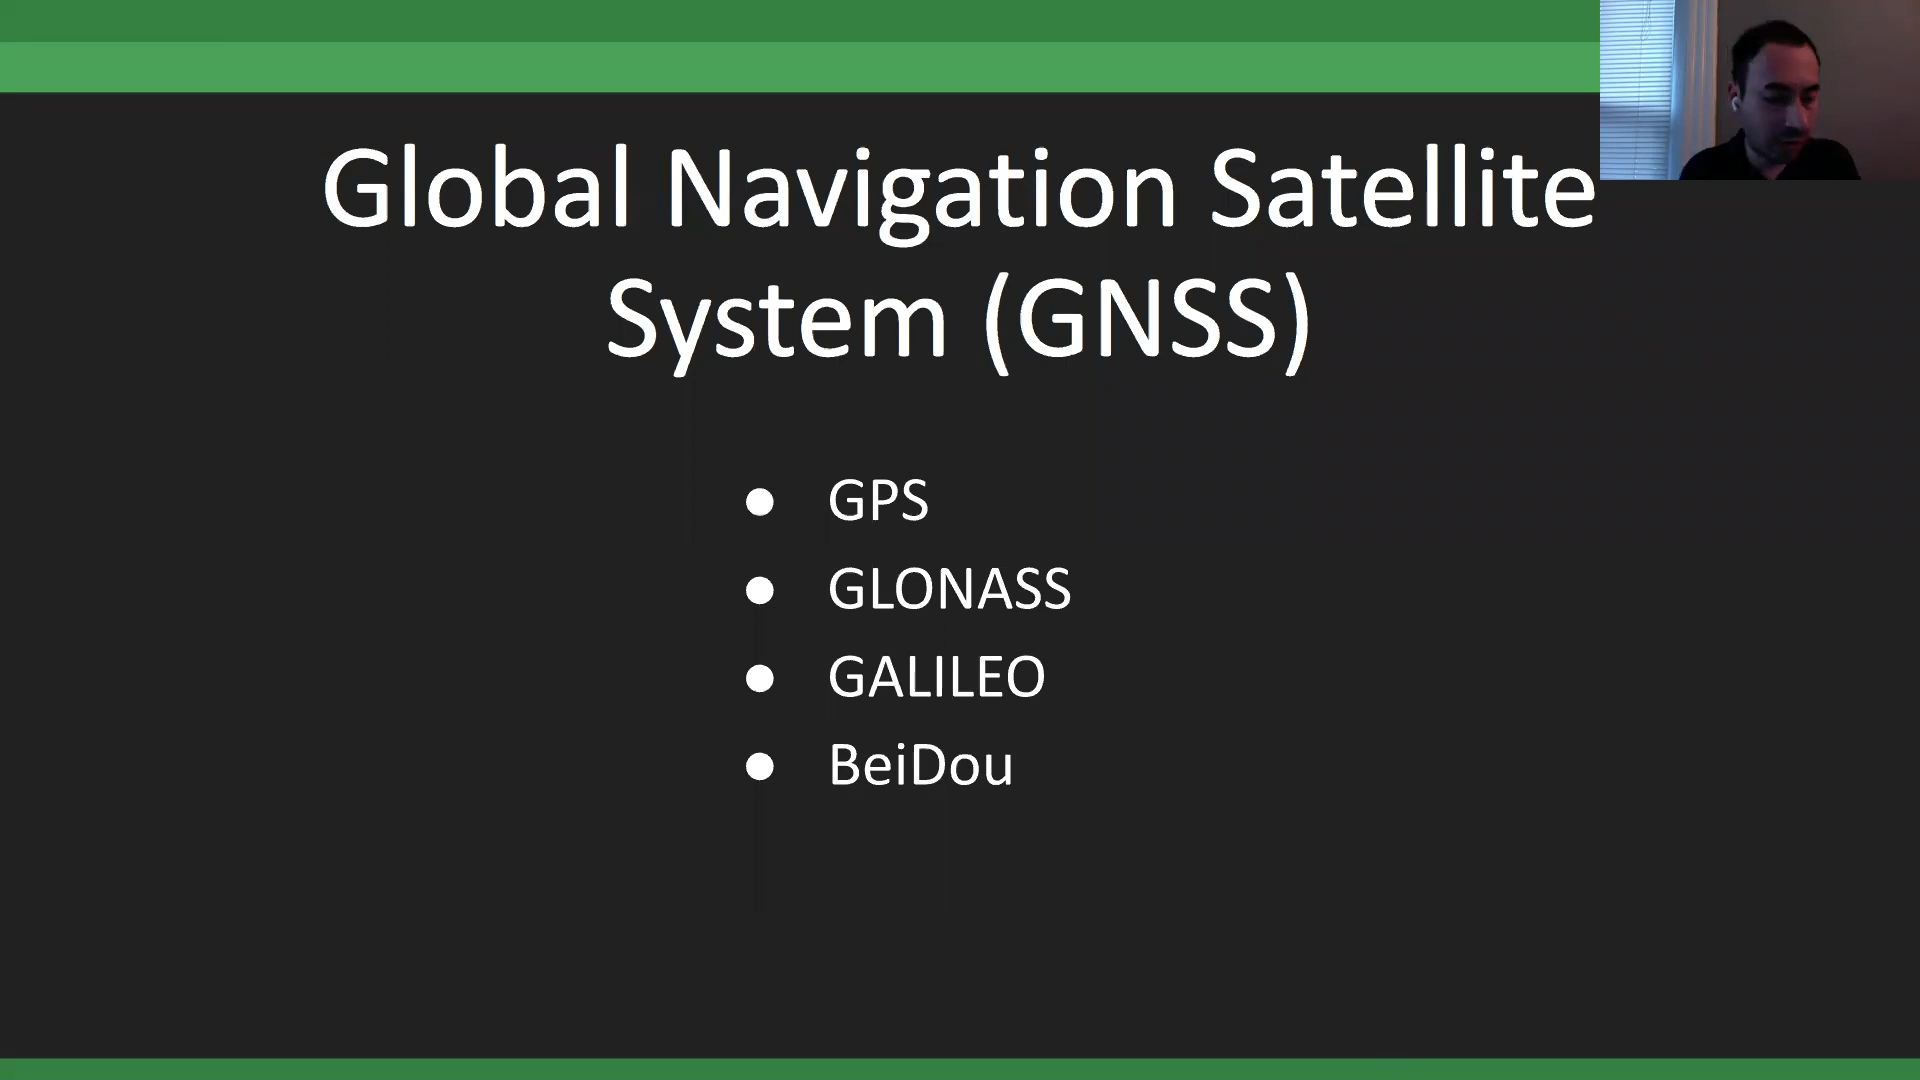 Global Navigation Satellite
System (GNSS)
● GPS
● GLONASS
● GALILEO
● BeiDou